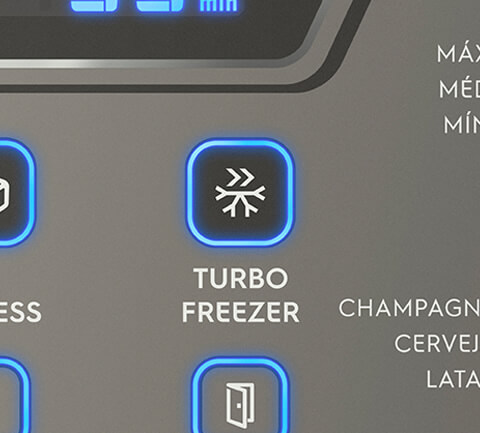 min
MÁX
MÉD
MÍN
TURBO
FREEZER
ESS
CHAMPAGN
CERVEJ
LATA